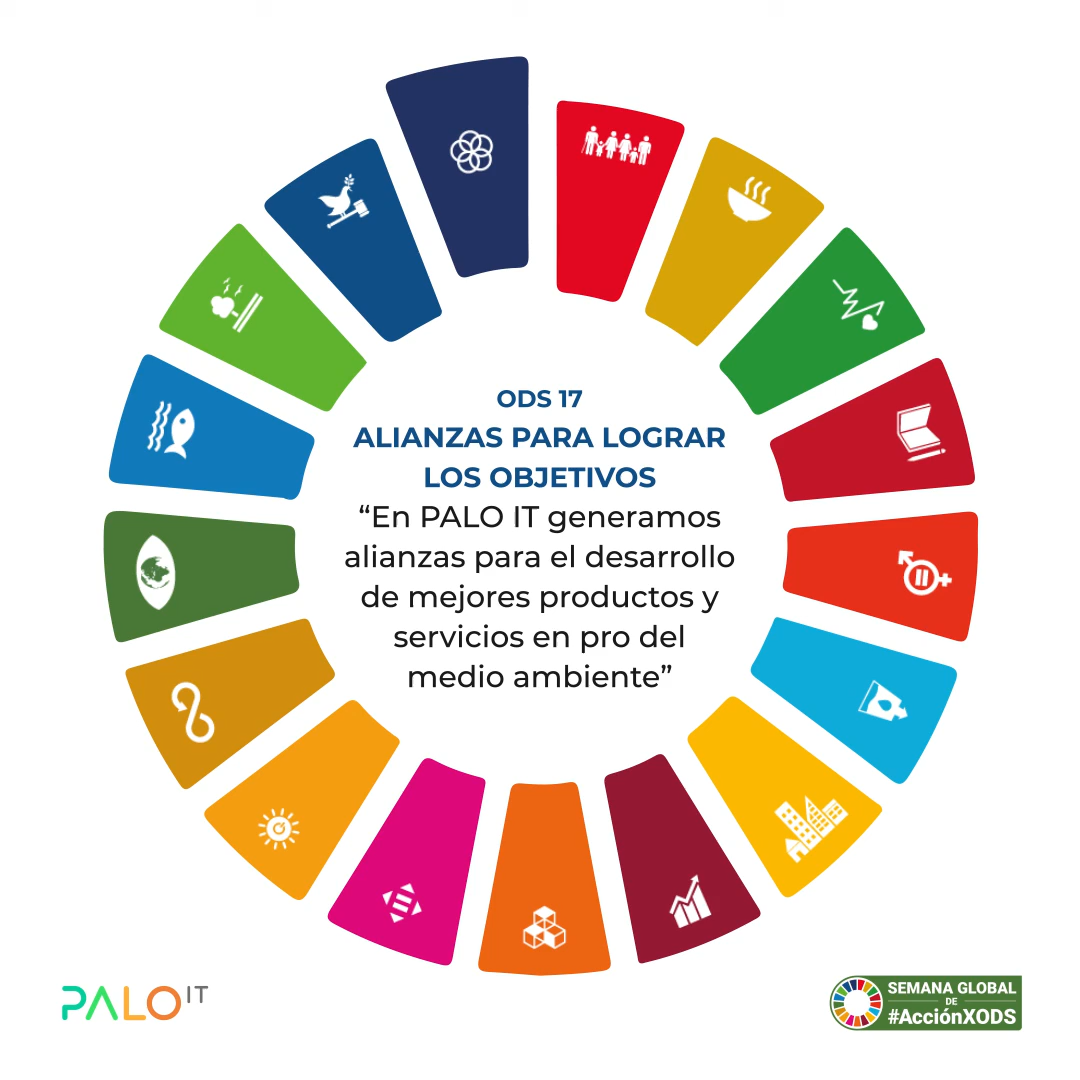 ODS 17
ALIANZAS PARA LOGRAR
LOS OBJETIVOS
“En PALO IT generamos
alianzas para el desarrollo
de mejores productos y
servicios en pro del
medio ambiente”
PALO IT
SEMANA GLOBAL
DE
#AcciónXODS